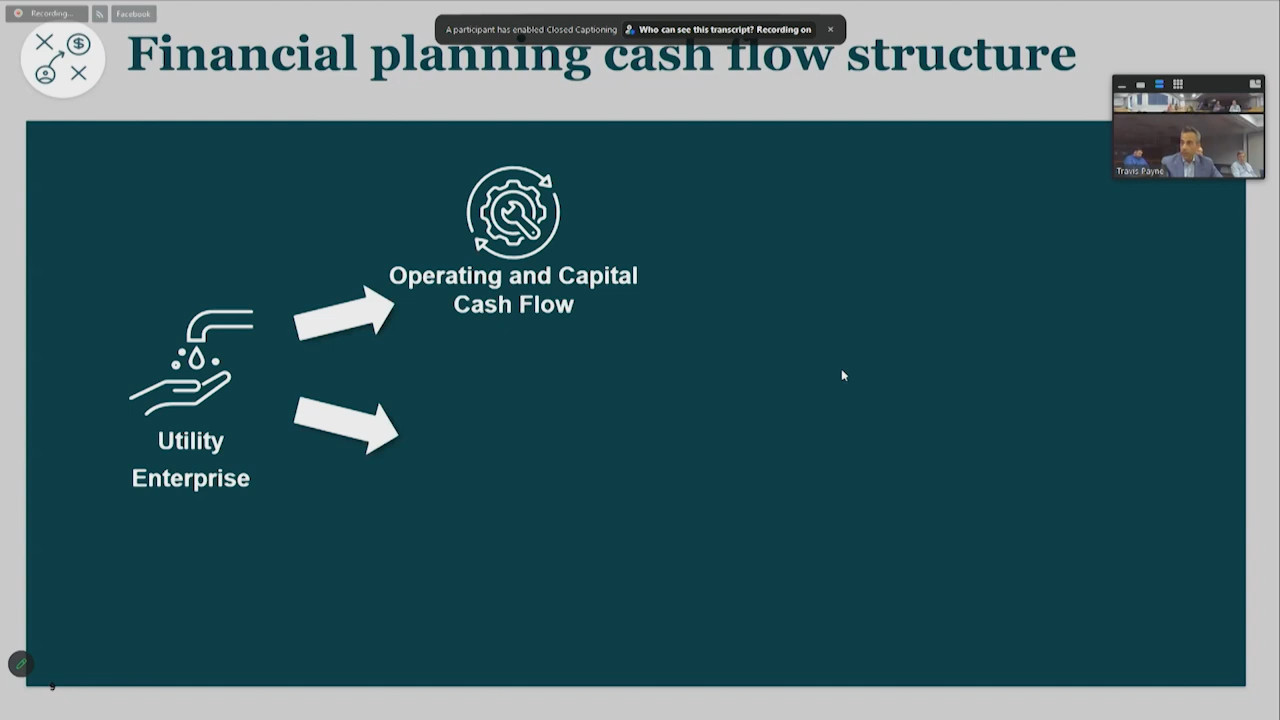 Recording...
Facebook
A participant has enabled Closed Captioning
Who can see this transcript? Recording on
Financial planning cash flow structure
Travis Payne
Operating and Capital
Cash Flow
Utility
Enterprise
9